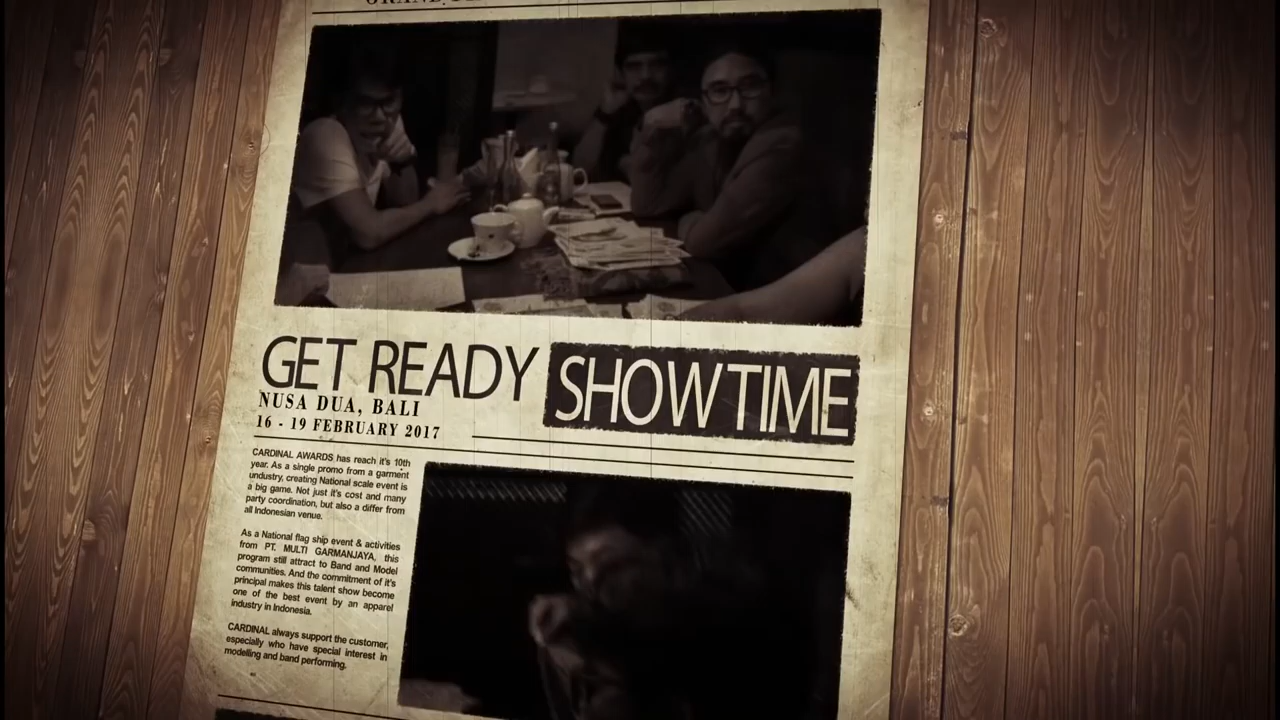 GET READY SHOWTIME
NUSA DUA, BALI
16 - 19 FEBRUARY 2017
CARDINAL AWARDS has reach it's 10th
year. As a single promo from a garment
undustry, creating National scale event is
a big game. Not just it's cost and many
party coordination, but also a differ from
all Indonesian venue.
As a National flag ship event & activities
from PT. MULTI GARMANJAYA, this
program still attract to Band and Model
communities. And the commitment of it's
principal makes this talent show become
one of the best event by an apparel
industry in Indonesia.
CARDINAL always support the customer,
especially who have special interest in
modelling and band performing.